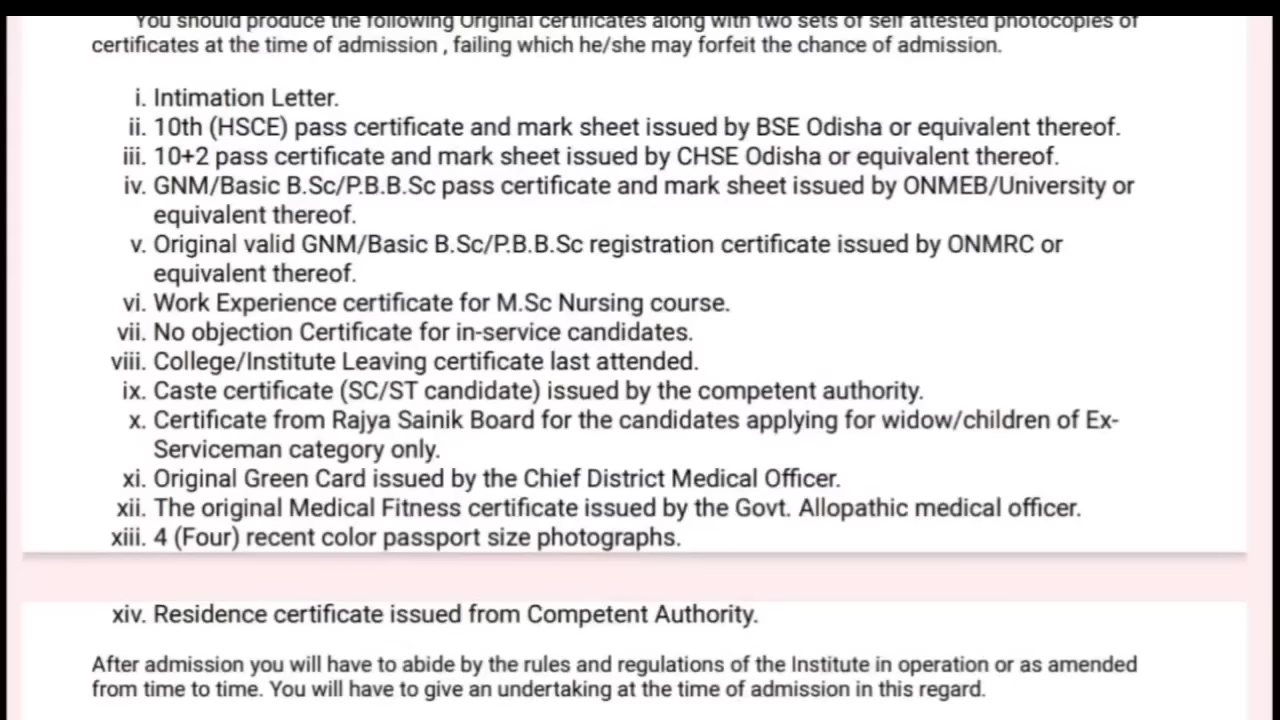 You should produce the following Original certificates along with two sets of self attested photocopies of
certificates at the time of admission , failing which he/she may forfeit the chance of admission.
i. Intimation Letter.
ii. 10th (HSCE) pass certificate and mark sheet issued by BSE Odisha or equivalent thereof.
iii. 10+2 pass certificate and mark sheet issued by CHSE Odisha or equivalent thereof.
iv. GNM/Basic B.Sc/P.B.B.Sc pass certificate and mark sheet issued by ONMEB/University or
equivalent thereof.
v. Original valid GNM/Basic B.Sc/P.B.B.Sc registration certificate issued by ONMRC or
equivalent thereof.
vi. Work Experience certificate for M.Sc Nursing course.
vii. No objection Certificate for in-service candidates.
viii. College/Institute Leaving certificate last attended.
ix. Caste certificate (SC/ST candidate) issued by the competent authority.
x. Certificate from Rajya Sainik Board for the candidates applying for widow/children of Ex-
Serviceman category only.
xi. Original Green Card issued by the Chief District Medical Officer.
xii. The original Medical Fitness certificate issued by the Govt. Allopathic medical officer.
xiii. 4 (Four) recent color passport size photographs.
xiv. Residence certificate issued from Competent Authority.
After admission you will have to abide by the rules and regulations of the Institute in operation or as amended
from time to time. You will have to give an undertaking at the time of admission in this regard.